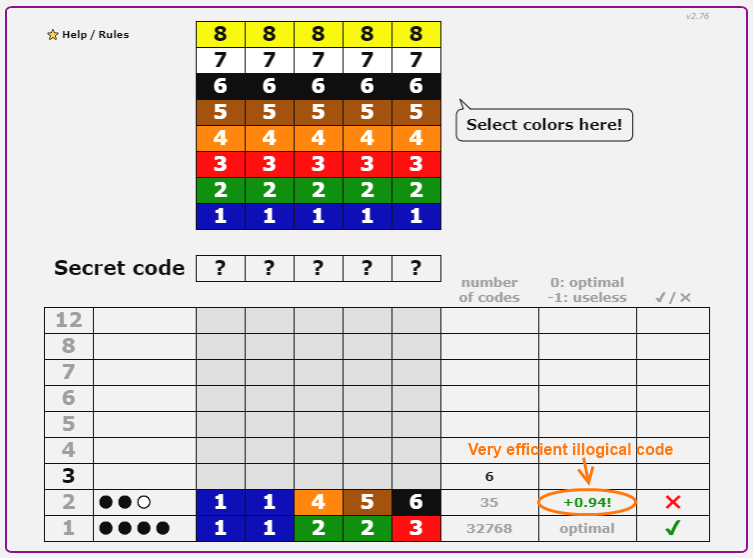 v2.76
Help / Rules
8 8 8 8 8
7 7 7 7 7
6 6 6 6 6
5 5 5 5 5
4 4 4 4 4
3 3 3 3 3
2 2 2 2 2
1 1 1 1 1
Select colors here!
Secret code ? ? ? ? ?
number of codes
0: optimal
-1: useless
✓/✕
12
8
7
6
5
4
Very efficient illogical code
3 6
2 1 1 4 5 6 35 +0.94! ✕
1 1 1 2 2 3 32768 optimal ✓